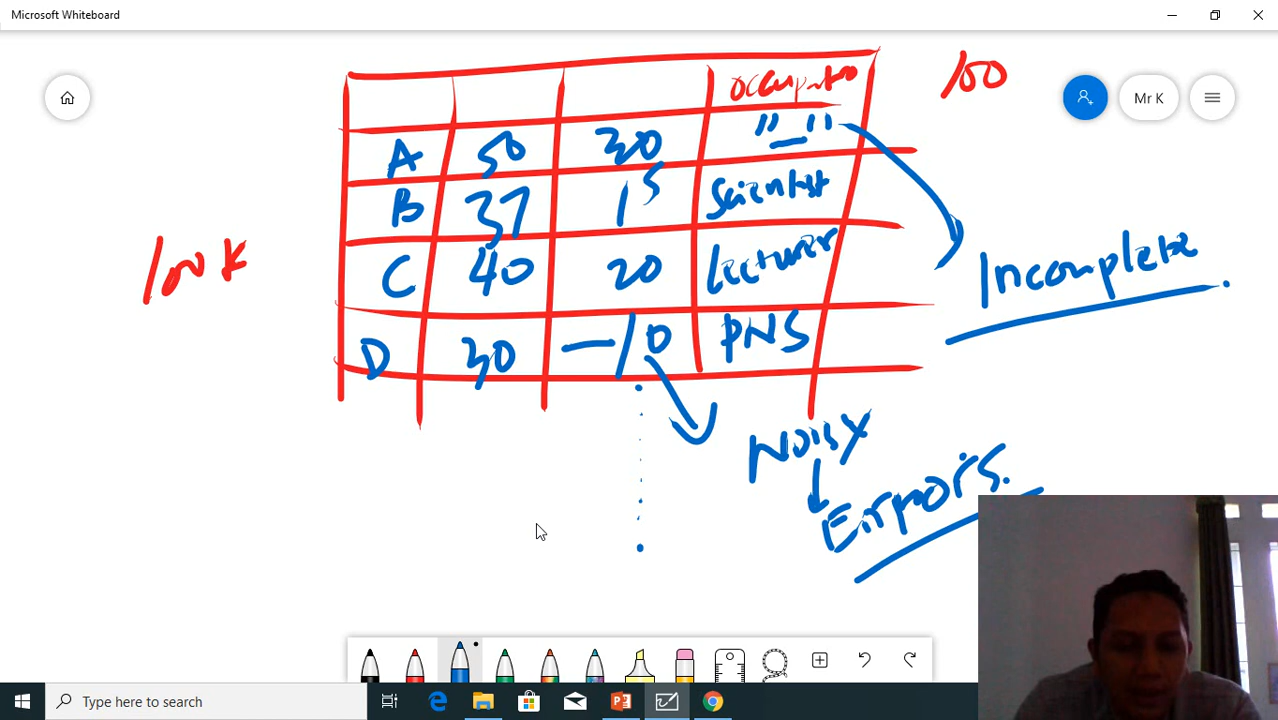 Microsoft Whiteboard
occupation
100
Mr K
A 50 30 "_"
B 37 15 Scientist
100 K
C 40 20 Lecturer
Incomplete
D 30 -10 PNS
Noisy
Errors.
Type here to search